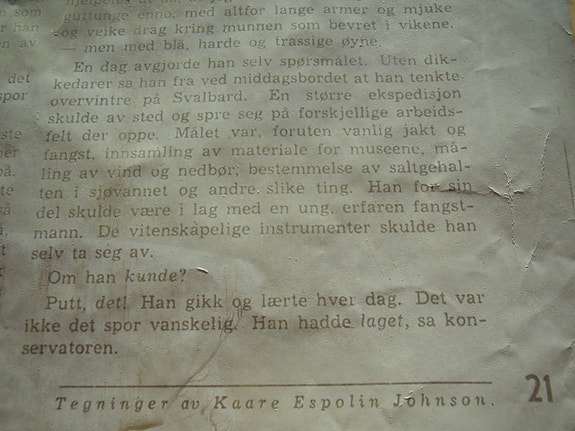 guttunge enno, med altfor lange armer og mjuke
og veike drag kring munnen som bevret i vikene,
— men med blå, harde og trassige øyne.
En dag avgjorde han selv spørsmålet. Uten dik-
kedarer sa han fra ved middagsbordet at han tenkte
overvintre på Svalbard. En større ekspedisjon
skulde av sted og spre seg på forskjellige arbeids-
felt der oppe. Målet var, foruten vanlig jakt og
fangst, innsamling av materiale for museene, må-
ling av vind og nedbør, bestemmelse av saltgehal-
ten i sjøvannet og andre slike ting. Han for sin
del skulde være i lag med en ung, erfaren fangst-
mann. De vitenskapelige instrumenter skulde han
selv ta seg av.
Om han kunde?
Putt, det! Han gikk og lærte hver dag. Det var
ikke det spor vanskelig. Han hadde laget, sa kon-
servatoren.
Tegninger av Kaare Espolin Johnson.
21